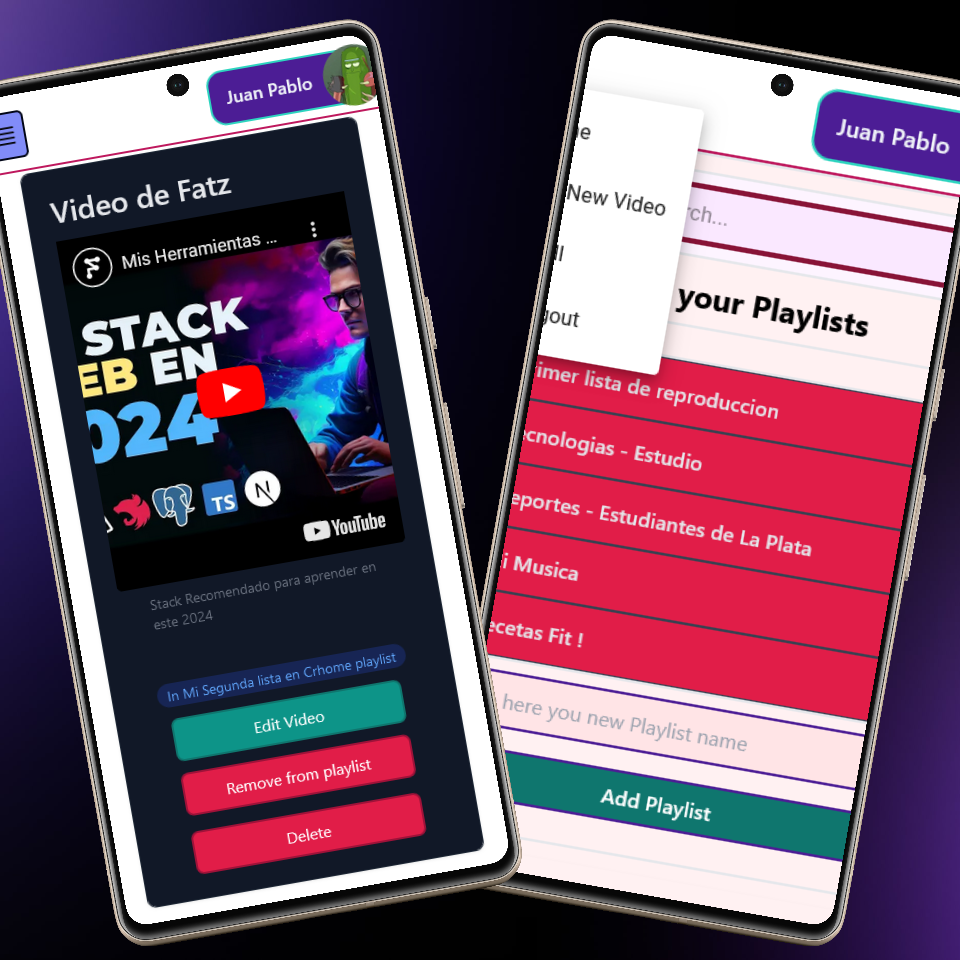 Juan Pablo
Video de Fatz
Mis Herramientas ...
STACK
EB EN
024
TS
N
YouTube
Stack Recomendado para aprender en
este 2024
In Mi Segunda lista en Crhome playlist
Edit Video
Remove from playlist
Delete
Juan Pablo
e
New Video
ll
gout
rch...
your Playlists
rimer lista de reproduccion
ecnologias - Estudio
eportes - Estudiantes de La Plata
i Musica
ecetas Fit !
here you new Playlist name
Add Playlist